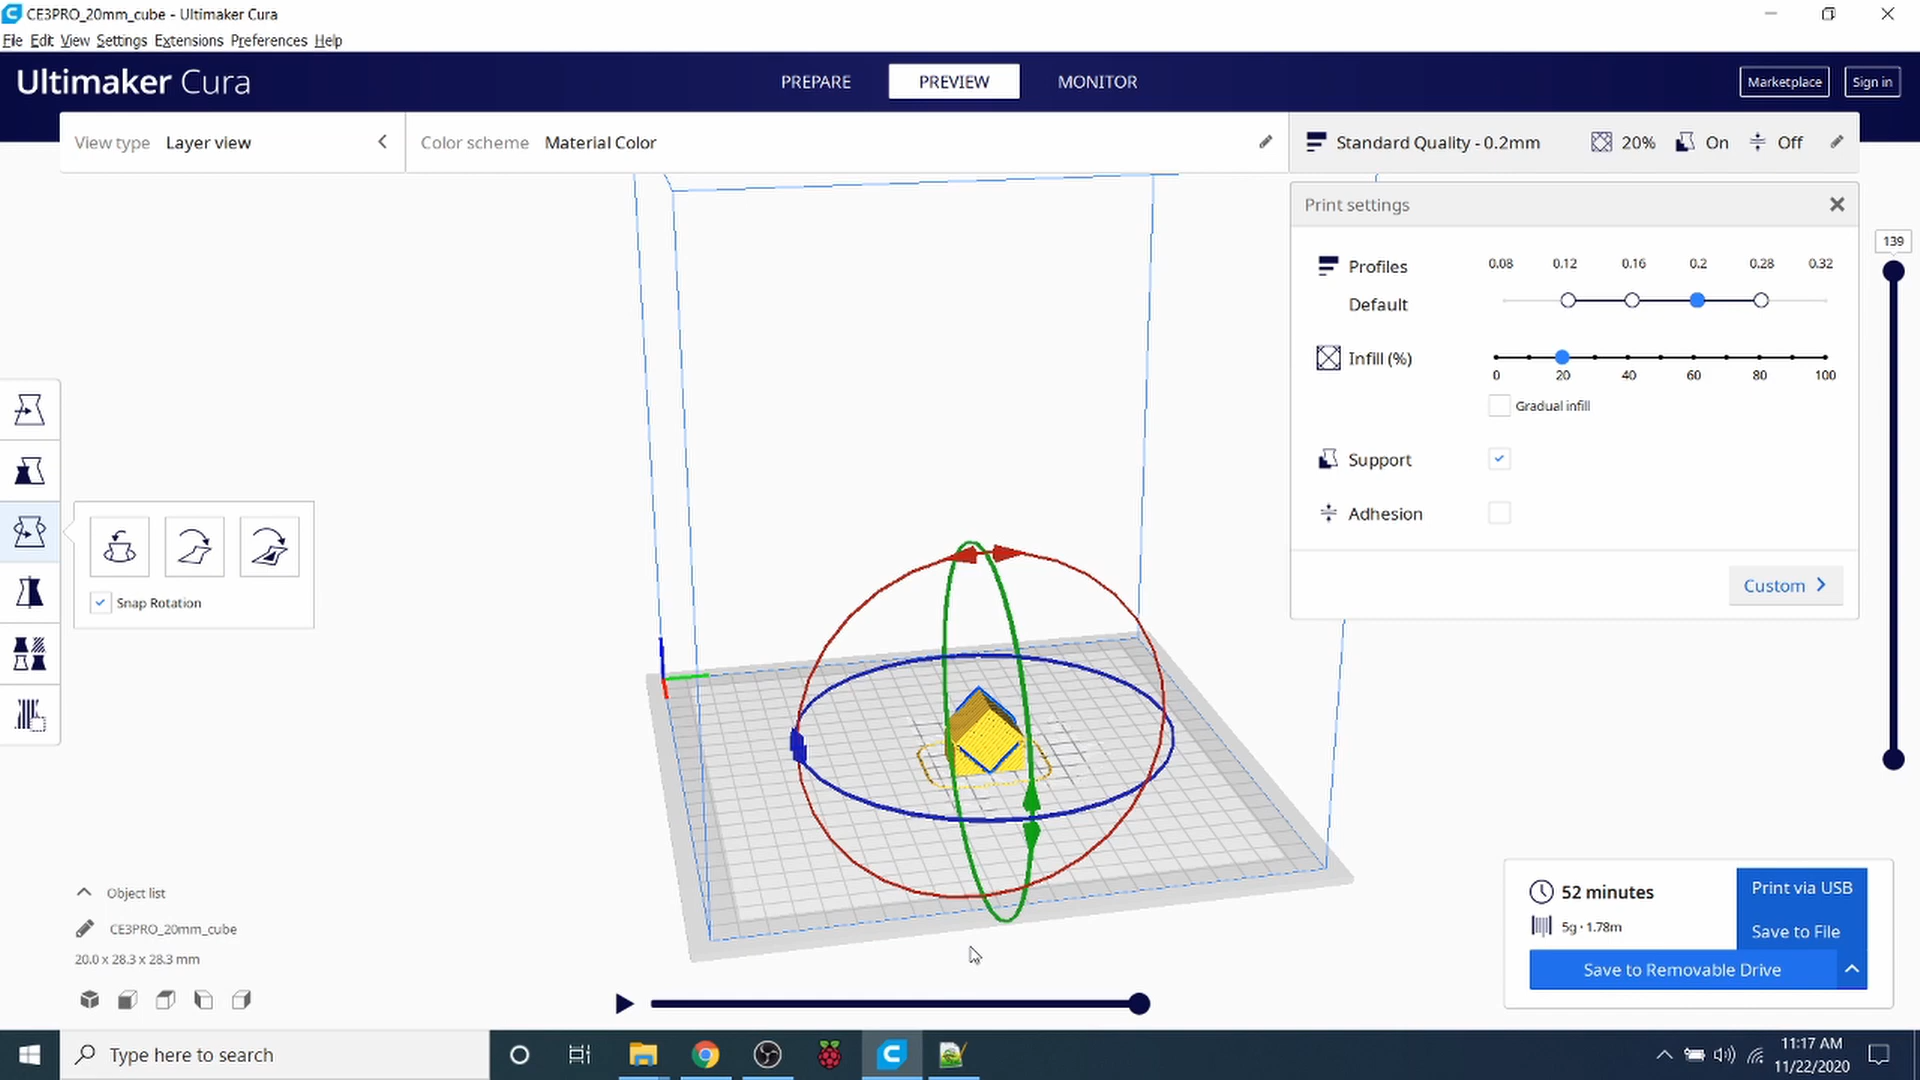 CE3PRO_20mm_cube - Ultimaker Cura
File Edit View Settings Extensions Preferences Help
Ultimaker Cura
PREPARE
PREVIEW
MONITOR
Marketplace
Sign in
View type Layer view
Color scheme Material Color
Standard Quality - 0.2mm
20%
On
Off
Print settings
Profiles
0.08 0.12 0.16 0.2 0.28 0.32
Default
Infill (%)
0 20 40 60 80 100
Gradual infill
Support
Adhesion
Custom
139
Snap Rotation
Object list
CE3PRO_20mm_cube
20.0 x 28.3 x 28.3 mm
52 minutes
5g · 1.78m
Print via USB
Save to File
Save to Removable Drive
Type here to search
11:17 AM
11/22/2020